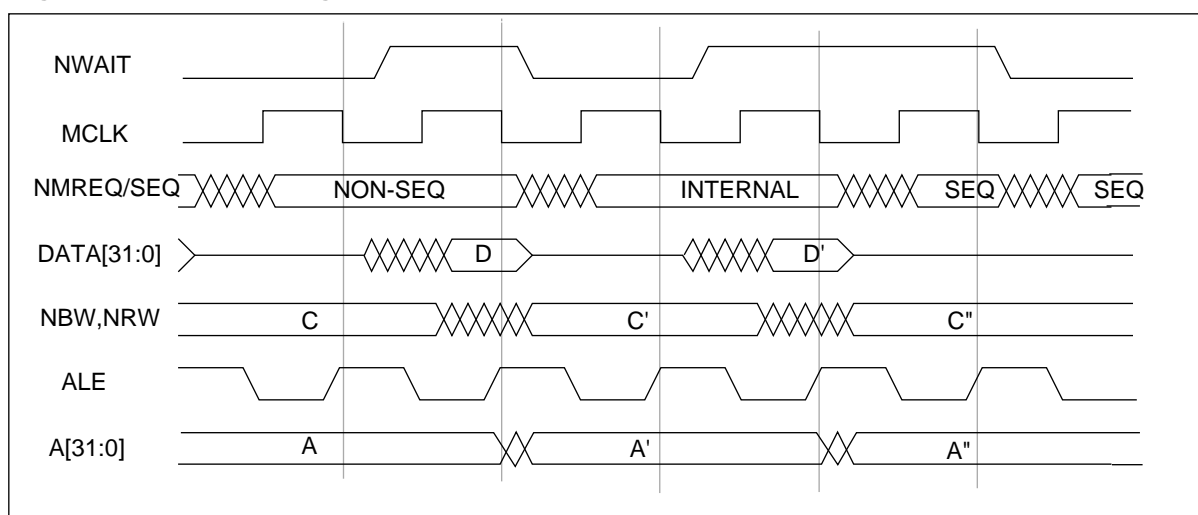 NWAIT
MCLK
NMREQ/SEQ NON-SEQ INTERNAL SEQ SEQ
DATA[31:0] D D'
NBW,NRW C C' C"
ALE
A[31:0] A A' A"